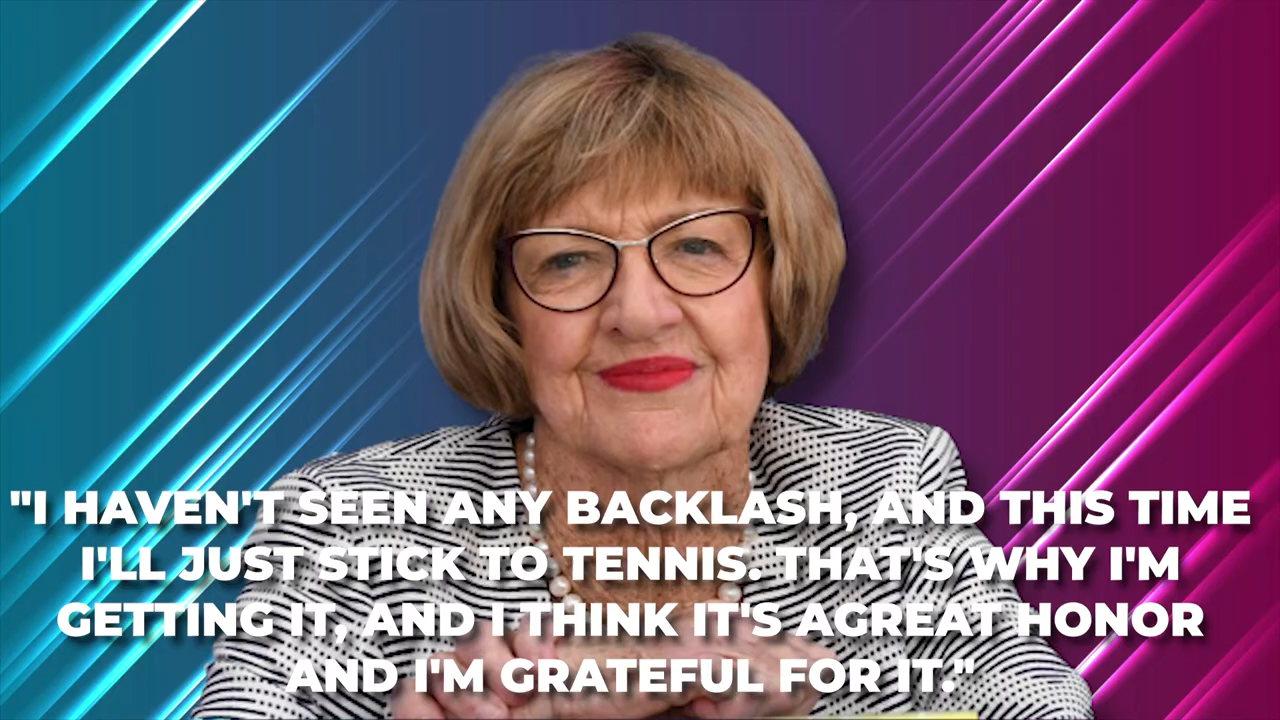 "I HAVEN'T SEEN ANY BACKLASH, AND THIS TIME
I'LL JUST STICK TO TENNIS. THAT'S WHY I'M
GETTING IT, AND I THINK IT'S AGREAT HONOR
AND I'M GRATEFUL FOR IT."